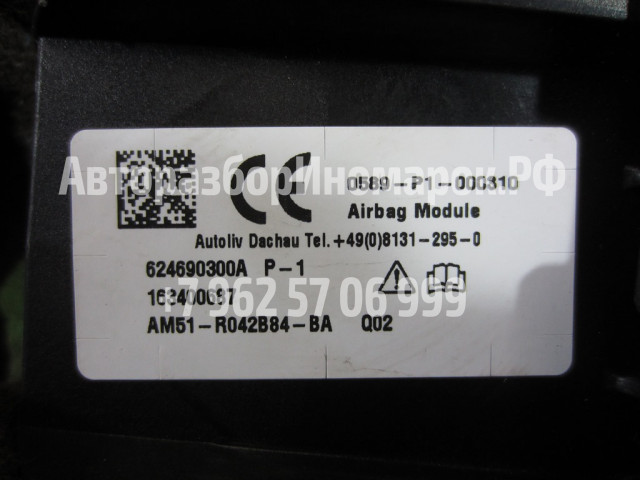 CE 0589-P1-000310
АвторазборИномарок.РФ
Airbag Module
Autoliv Dachau Tel.+49(0)8131-295-0
624690300A P-1
163400687
+7 962 57 06 999
AM51-R042B84-BA Q02